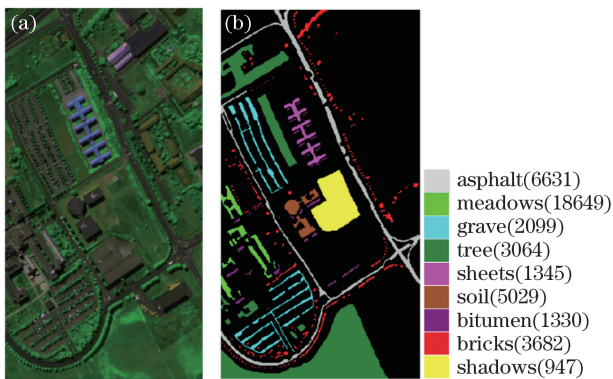 (a)
(b)
asphalt(6631)
meadows(18649)
grave(2099)
tree(3064)
sheets(1345)
soil(5029)
bitumen(1330)
bricks(3682)
shadows(947)